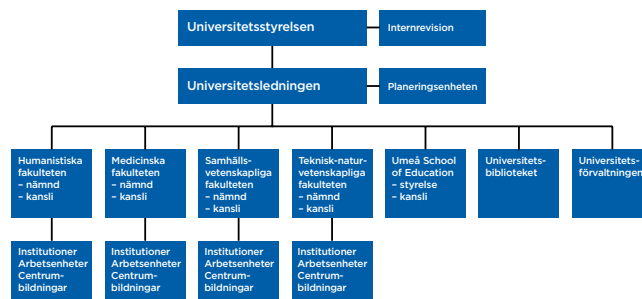 Universitetsstyrelsen
Internrevision
Universitetsledningen
Planeringsenheten
Humanistiska
fakulteten
– nämnd
– kansli
Medicinska
fakulteten
– nämnd
– kansli
Samhälls-
vetenskapliga
fakulteten
– nämnd
– kansli
Teknisk-natur-
vetenskapliga
fakulteten
– nämnd
– kansli
Umeå School
of Education
– styrelse
– kansli
Universitets-
biblioteket
Universitets-
förvaltningen
Institutioner
Arbetsenheter
Centrum-
bildningar
Institutioner
Arbetsenheter
Centrum-
bildningar
Institutioner
Arbetsenheter
Centrum-
bildningar
Institutioner
Arbetsenheter
Centrum-
bildningar